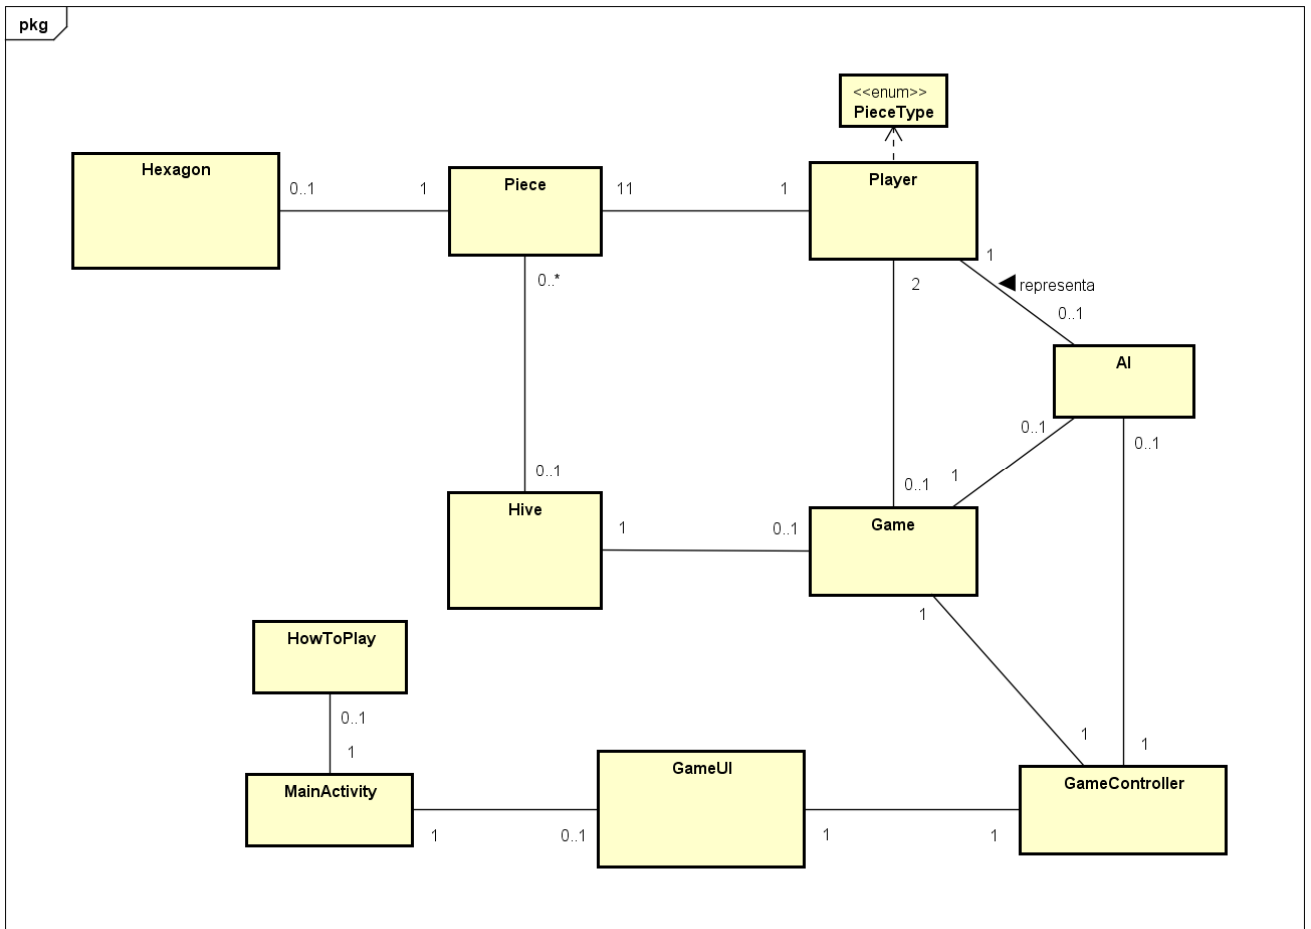 pkg
<<enum>>
PieceType
Hexagon
0..1
1
Piece
11
1
Player
1
representa
0..1
0..*
2
AI
0..1
0..1
0..1
1
0..1
Hive
1
0..1
Game
1
HowToPlay
0..1
1
1
1
MainActivity
1
0..1
GameUI
1
1
GameController